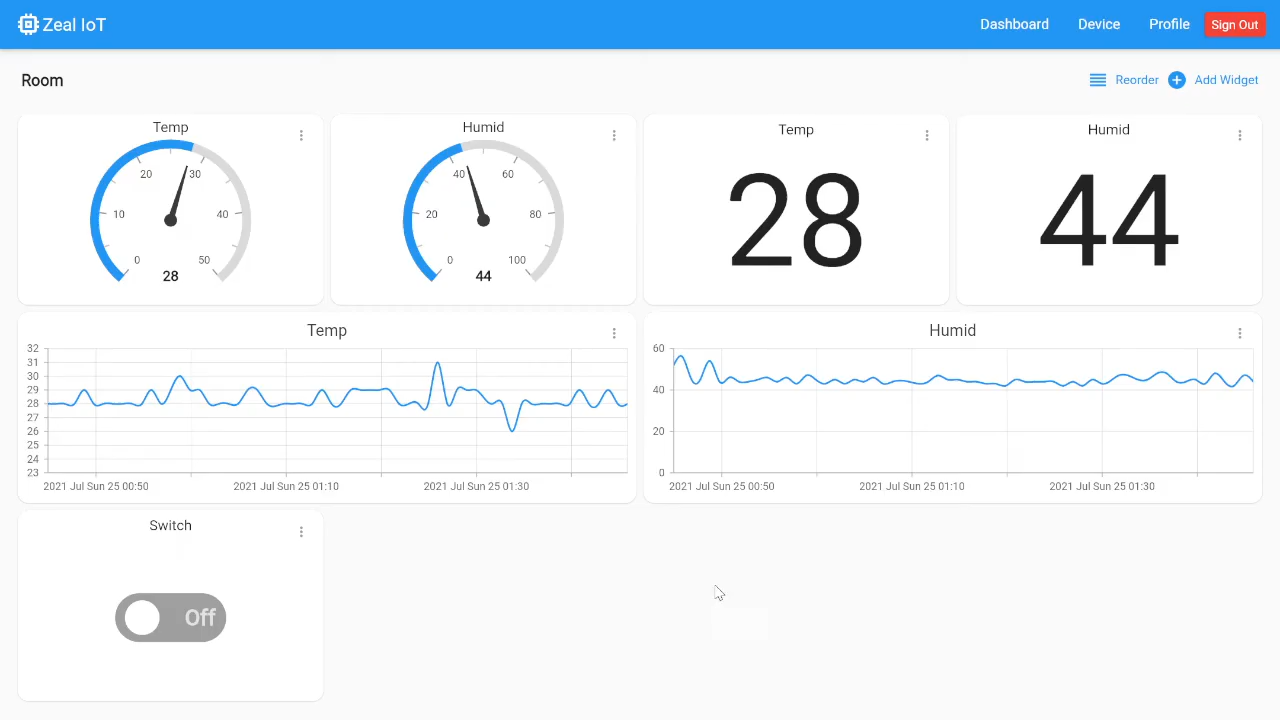 Zeal IoT
Dashboard Device Profile Sign Out
Room
Reorder Add Widget
Temp
0 10 20 30 40 50
28
Humid
0 20 40 60 80 100
44
Temp
28
Humid
44
Temp
32
31
30
29
28
27
26
25
24
23
2021 Jul Sun 25 00:50 2021 Jul Sun 25 01:10 2021 Jul Sun 25 01:30
Humid
60
40
20
0
2021 Jul Sun 25 00:50 2021 Jul Sun 25 01:10 2021 Jul Sun 25 01:30
Switch
Off